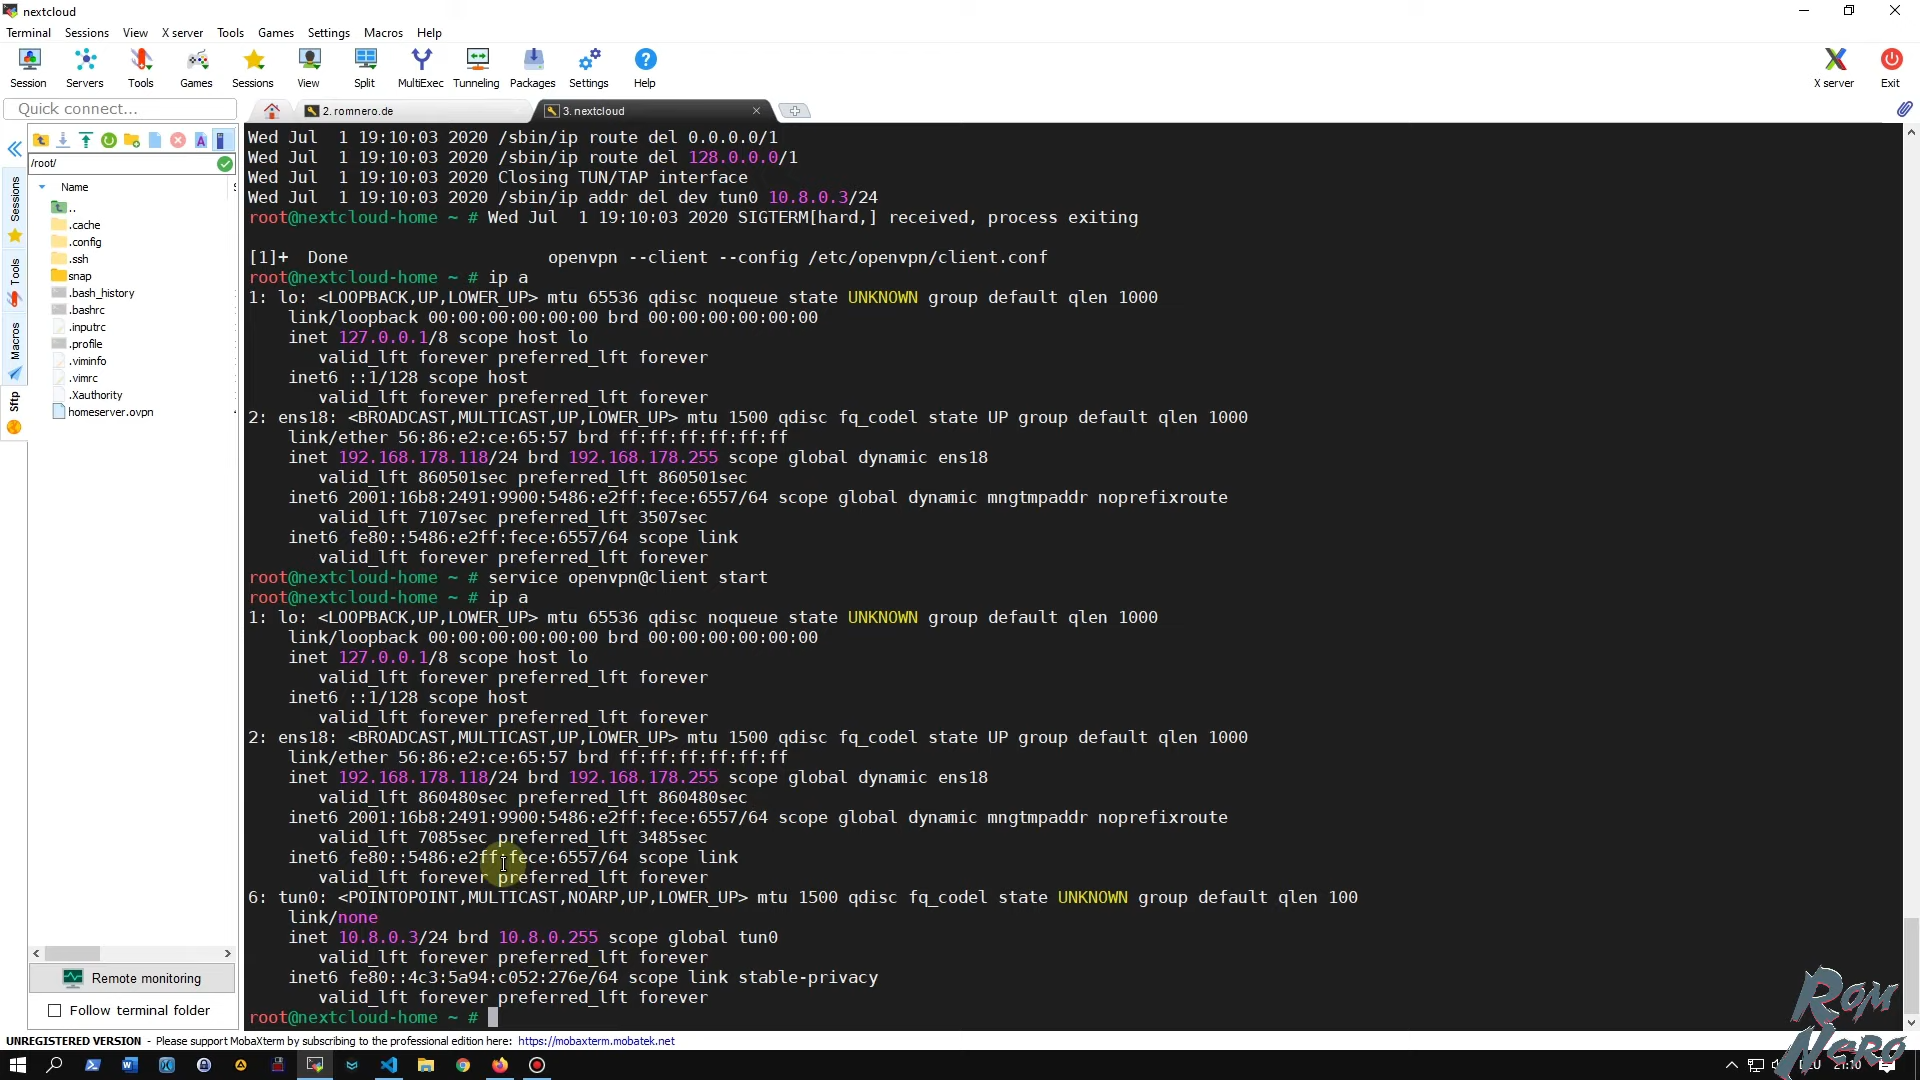 nextcloud
Terminal Sessions View X server Tools Games Settings Macros Help
Session Servers Tools Games Sessions View Split MultiExec Tunneling Packages Settings Help X server Exit
Quick connect... 2. romnero.de 3. nextcloud
/root/
Name
..
.cache
.config
.ssh
snap
.bash_history
.bashrc
.inputrc
.profile
.viminfo
.vimrc
.Xauthority
homeserver.ovpn
Sessions
Tools
Macros
Sftp
Remote monitoring
Follow terminal folder
Wed Jul  1 19:10:03 2020 /sbin/ip route del 0.0.0.0/1
Wed Jul  1 19:10:03 2020 /sbin/ip route del 128.0.0.0/1
Wed Jul  1 19:10:03 2020 Closing TUN/TAP interface
Wed Jul  1 19:10:03 2020 /sbin/ip addr del dev tun0 10.8.0.3/24
root@nextcloud-home ~ # Wed Jul  1 19:10:03 2020 SIGTERM[hard,] received, process exiting
[1]+  Done                    openvpn --client --config /etc/openvpn/client.conf
root@nextcloud-home ~ # ip a
1: lo: <LOOPBACK,UP,LOWER_UP> mtu 65536 qdisc noqueue state UNKNOWN group default qlen 1000
    link/loopback 00:00:00:00:00:00 brd 00:00:00:00:00:00
    inet 127.0.0.1/8 scope host lo
       valid_lft forever preferred_lft forever
    inet6 ::1/128 scope host
       valid_lft forever preferred_lft forever
2: ens18: <BROADCAST,MULTICAST,UP,LOWER_UP> mtu 1500 qdisc fq_codel state UP group default qlen 1000
    link/ether 56:86:e2:ce:65:57 brd ff:ff:ff:ff:ff:ff
    inet 192.168.178.118/24 brd 192.168.178.255 scope global dynamic ens18
       valid_lft 860501sec preferred_lft 860501sec
    inet6 2001:16b8:2491:9900:5486:e2ff:fece:6557/64 scope global dynamic mngtmpaddr noprefixroute
       valid_lft 7107sec preferred_lft 3507sec
    inet6 fe80::5486:e2ff:fece:6557/64 scope link
       valid_lft forever preferred_lft forever
root@nextcloud-home ~ # service openvpn@client start
root@nextcloud-home ~ # ip a
1: lo: <LOOPBACK,UP,LOWER_UP> mtu 65536 qdisc noqueue state UNKNOWN group default qlen 1000
    link/loopback 00:00:00:00:00:00 brd 00:00:00:00:00:00
    inet 127.0.0.1/8 scope host lo
       valid_lft forever preferred_lft forever
    inet6 ::1/128 scope host
       valid_lft forever preferred_lft forever
2: ens18: <BROADCAST,MULTICAST,UP,LOWER_UP> mtu 1500 qdisc fq_codel state UP group default qlen 1000
    link/ether 56:86:e2:ce:65:57 brd ff:ff:ff:ff:ff:ff
    inet 192.168.178.118/24 brd 192.168.178.255 scope global dynamic ens18
       valid_lft 860480sec preferred_lft 860480sec
    inet6 2001:16b8:2491:9900:5486:e2ff:fece:6557/64 scope global dynamic mngtmpaddr noprefixroute
       valid_lft 7085sec preferred_lft 3485sec
    inet6 fe80::5486:e2ff:fece:6557/64 scope link
       valid_lft forever preferred_lft forever
6: tun0: <POINTOPOINT,MULTICAST,NOARP,UP,LOWER_UP> mtu 1500 qdisc fq_codel state UNKNOWN group default qlen 100
    link/none
    inet 10.8.0.3/24 brd 10.8.0.255 scope global tun0
       valid_lft forever preferred_lft forever
    inet6 fe80::4c3:5a94:c052:276e/64 scope link stable-privacy
       valid_lft forever preferred_lft forever
root@nextcloud-home ~ #
UNREGISTERED VERSION - Please support MobaXterm by subscribing to the professional edition here: https://mobaxterm.mobatek.net
21:10
Rom
Nero